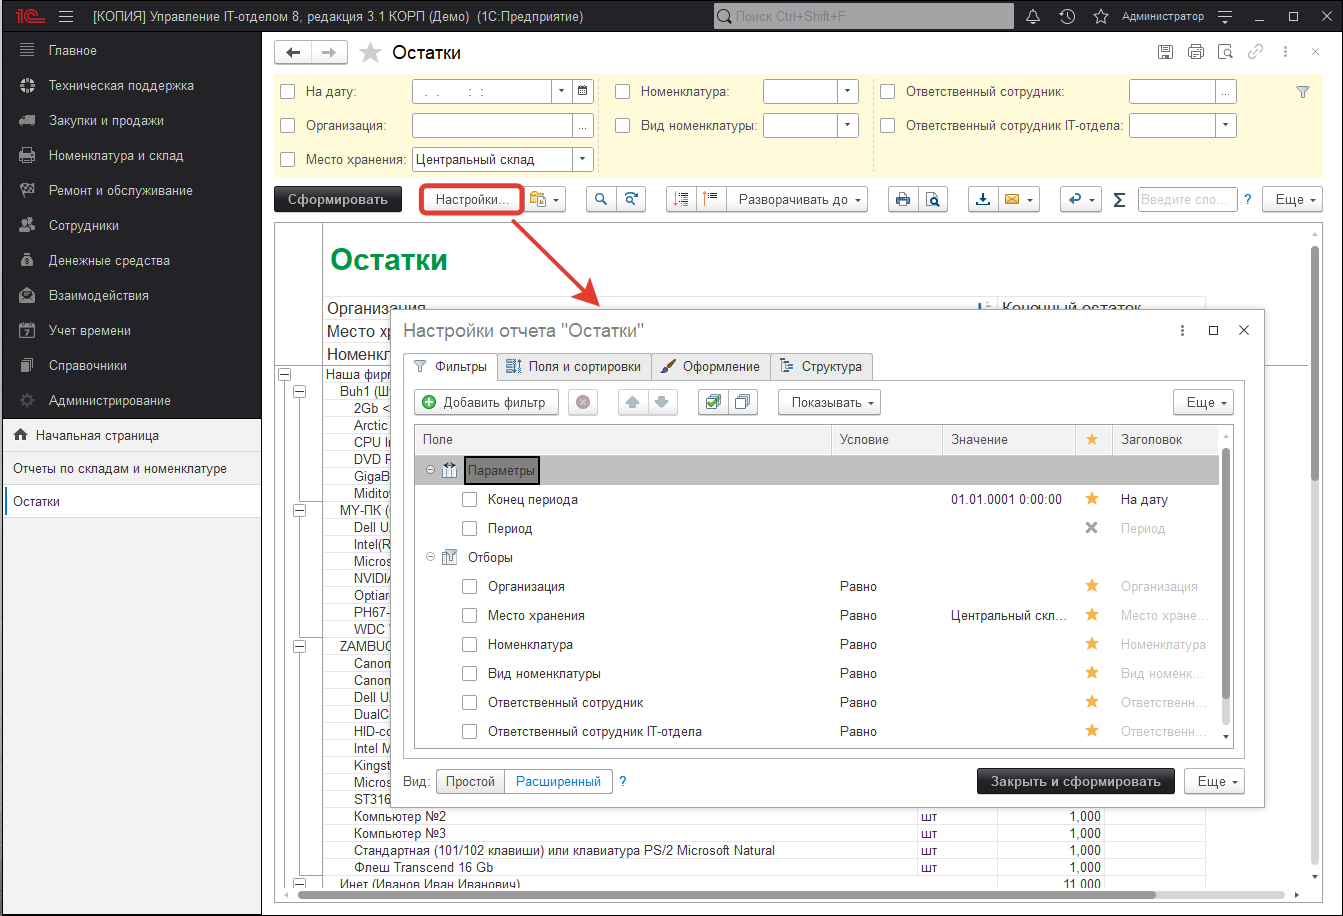 1С [КОПИЯ] Управление IT-отделом 8, редакция 3.1 КОРП (Демо) (1С:Предприятие)
Поиск Ctrl+Shift+F
Администратор
Главное
Техническая поддержка
Закупки и продажи
Номенклатура и склад
Ремонт и обслуживание
Сотрудники
Денежные средства
Взаимодействия
Учет времени
Справочники
Администрирование
Начальная страница
Отчеты по складам и номенклатуре
Остатки
Остатки
На дату: . . : :
Номенклатура:
Ответственный сотрудник: ...
Организация: ...
Вид номенклатуры:
Ответственный сотрудник IT-отдела:
Место хранения: Центральный склад
Сформировать
Настройки...
Разворачивать до
Σ
Введите сло...
?
Еще
Остатки
Организация
Конечный остаток
Место х
Номенкл
Наша фирм
Buh1 (Ш
2Gb <
Arctic
CPU In
DVD F
GigaB
Midito
MY-ПК (
Dell U
Intel(R
Micros
NVIDIA
Optiar
PH67-
WDC
ZAMBUC
Canon
Canon
Dell U
DualC
HID-со
Intel M
Kingst
Micros
ST316
Компьютер №2 шт 1,000
Компьютер №3 шт 1,000
Стандартная (101/102 клавиши) или клавиатура PS/2 Microsoft Natural шт 1,000
Флеш Transcend 16 Gb шт 1,000
Инет (Иванов Иван Иванович) 11,000
Настройки отчета "Остатки"
Фильтры
Поля и сортировки
Оформление
Структура
Добавить фильтр
Показывать
Еще
Поле Условие Значение Заголовок
Параметры
Конец периода 01.01.0001 0:00:00 На дату
Период Период
Отборы
Организация Равно Организация
Место хранения Равно Центральный скл... Место хране...
Номенклатура Равно Номенклатура
Вид номенклатуры Равно Вид номенк...
Ответственный сотрудник Равно Ответственн...
Ответственный сотрудник IT-отдела Равно Ответственн...
Вид: Простой Расширенный ?
Закрыть и сформировать
Еще